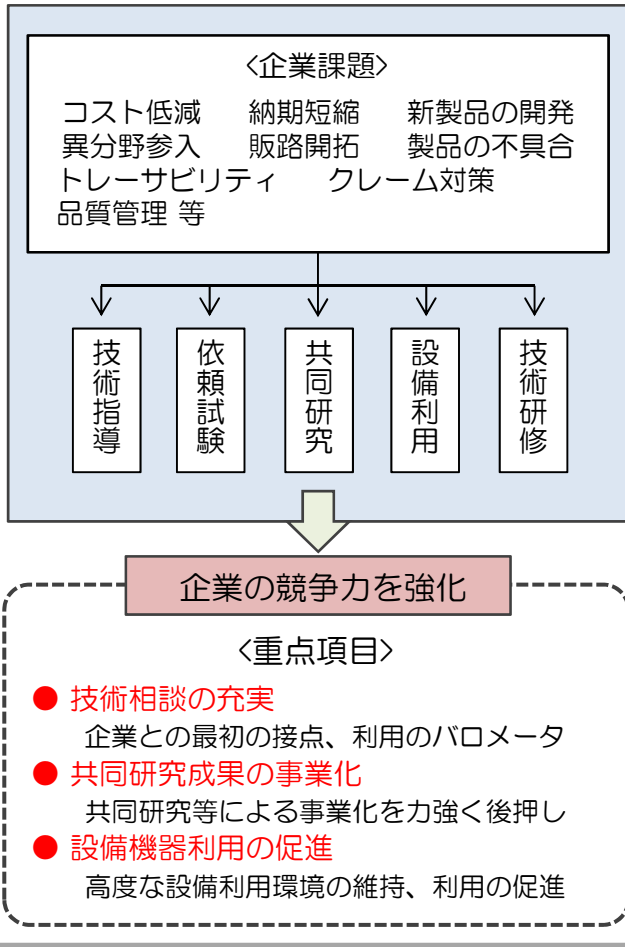 〈企業課題〉
コスト低減 納期短縮 新製品の開発
異分野参入 販路開拓 製品の不具合
トレーサビリティ クレーム対策
品質管理 等
技術指導
依頼試験
共同研究
設備利用
技術研修
企業の競争力を強化
〈重点項目〉
● 技術相談の充実
企業との最初の接点、利用のバロメータ
● 共同研究成果の事業化
共同研究等による事業化を力強く後押し
● 設備機器利用の促進
高度な設備利用環境の維持、利用の促進